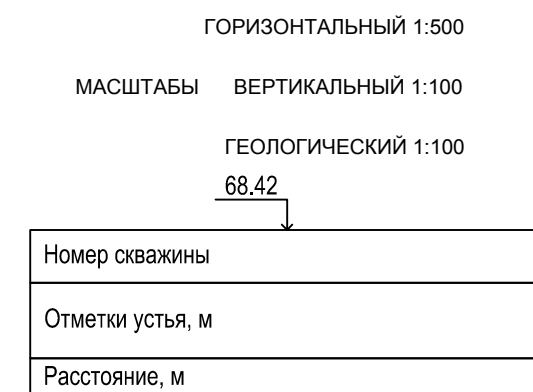 ГОРИЗОНТАЛЬНЫЙ 1:500
МАСШТАБЫ ВЕРТИКАЛЬНЫЙ 1:100
ГЕОЛОГИЧЕСКИЙ 1:100
68.42
Номер скважины
Отметки устья, м
Расстояние, м